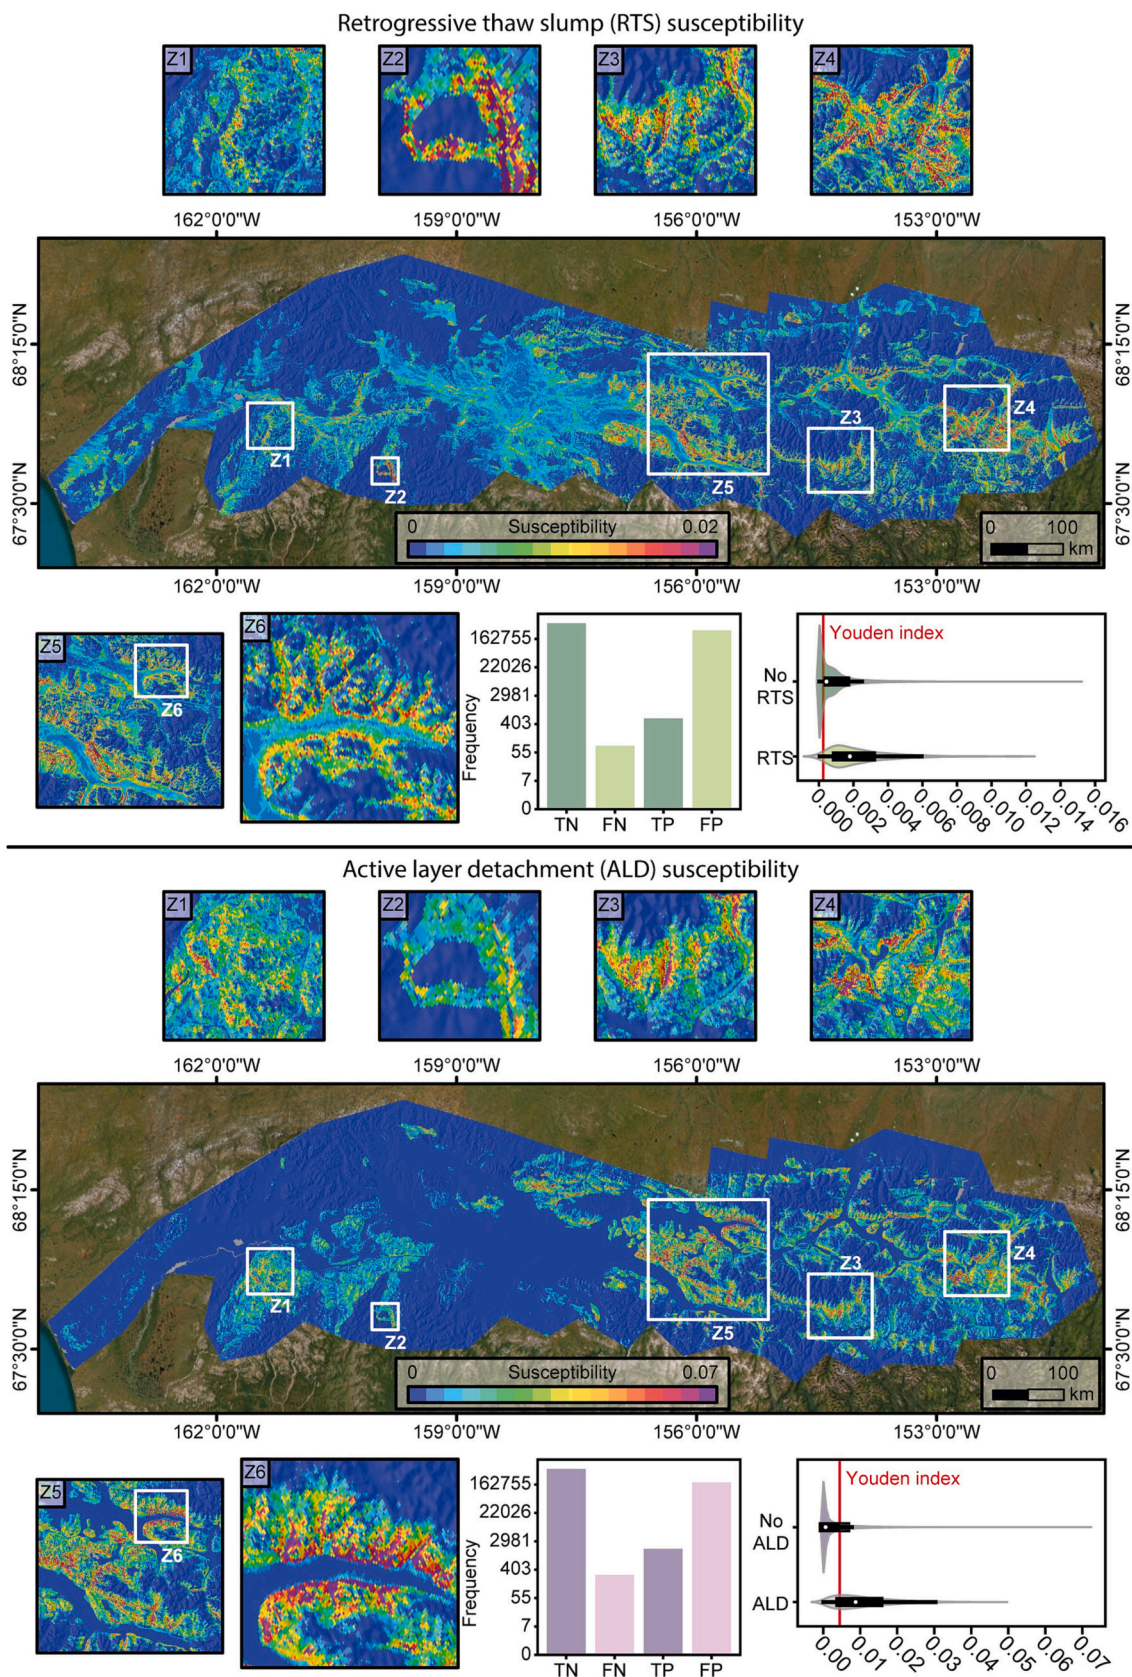 Retrogressive thaw slump (RTS) susceptibility
Z1
Z2
Z3
Z4
162°0'0"W
159°0'0"W
156°0'0"W
153°0'0"W
68°15'0"N
68°15'0"N
67°30'0"N
67°30'0"N
Z1
Z2
Z5
Z3
Z4
0 Susceptibility 0.02
0 100
km
162°0'0"W
159°0'0"W
156°0'0"W
153°0'0"W
Z5
Z6
Z6
Frequency
162755
22026
2981
403
55
7
0
TN FN TP FP
Youden index
No
RTS
RTS
0.000 0.002 0.004 0.006 0.008 0.010 0.012 0.014 0.016
Active layer detachment (ALD) susceptibility
Z1
Z2
Z3
Z4
162°0'0"W
159°0'0"W
156°0'0"W
153°0'0"W
68°15'0"N
68°15'0"N
67°30'0"N
67°30'0"N
Z1
Z2
Z5
Z3
Z4
0 Susceptibility 0.07
0 100
km
162°0'0"W
159°0'0"W
156°0'0"W
153°0'0"W
Z5
Z6
Z6
Frequency
162755
22026
2981
403
55
7
0
TN FN TP FP
Youden index
No
ALD
ALD
0.00 0.01 0.02 0.03 0.04 0.05 0.06 0.07